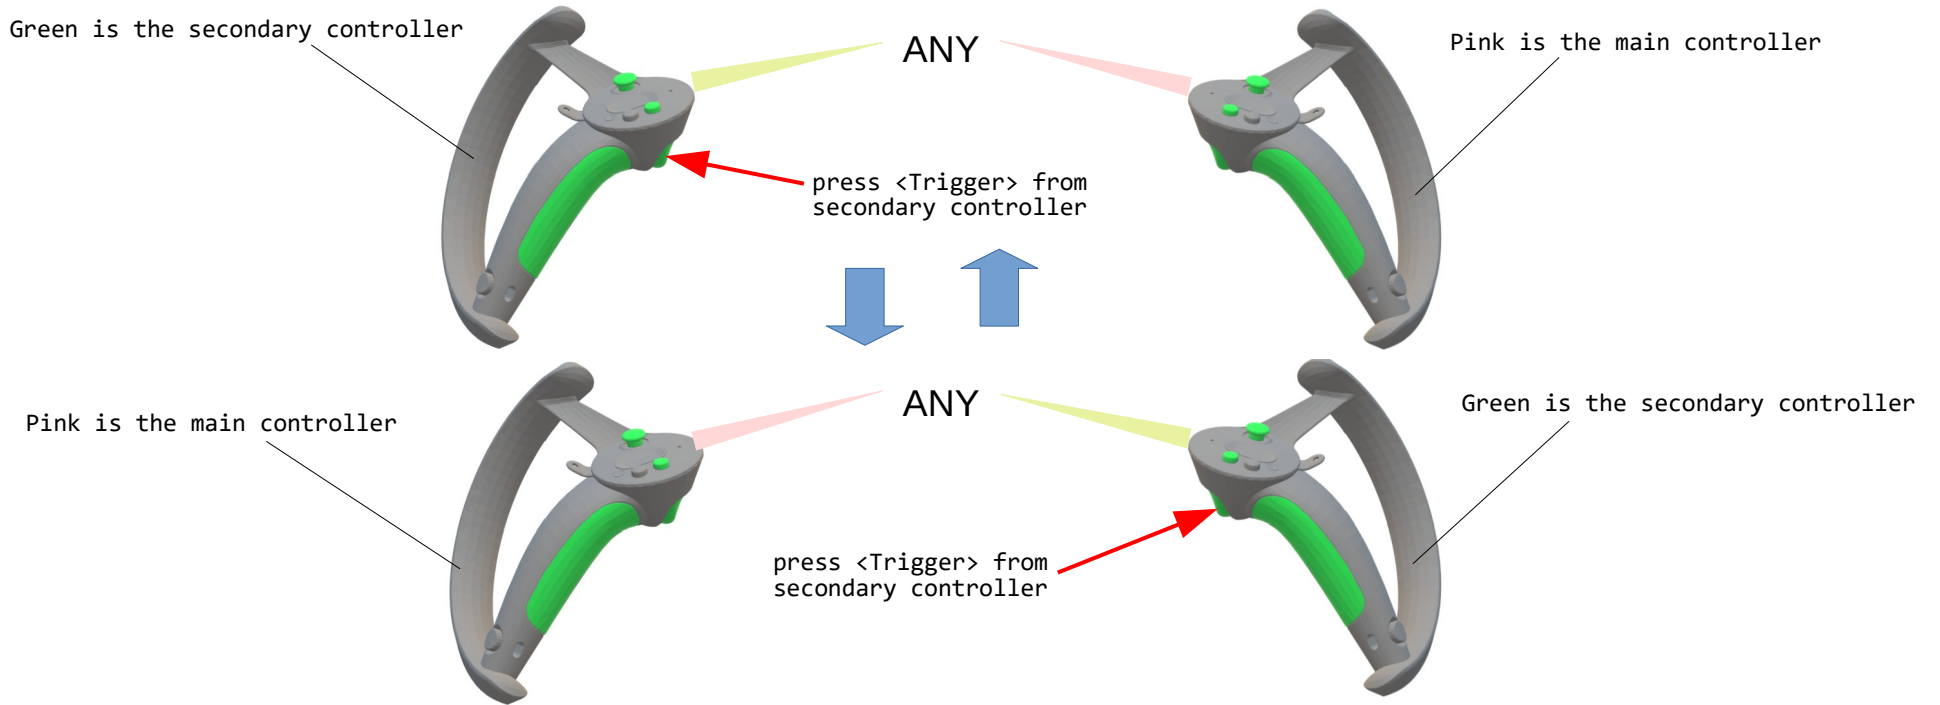 Green is the secondary controller
ANY
Pink is the main controller
press <Trigger> from
secondary controller
Pink is the main controller
ANY
Green is the secondary controller
press <Trigger> from
secondary controller